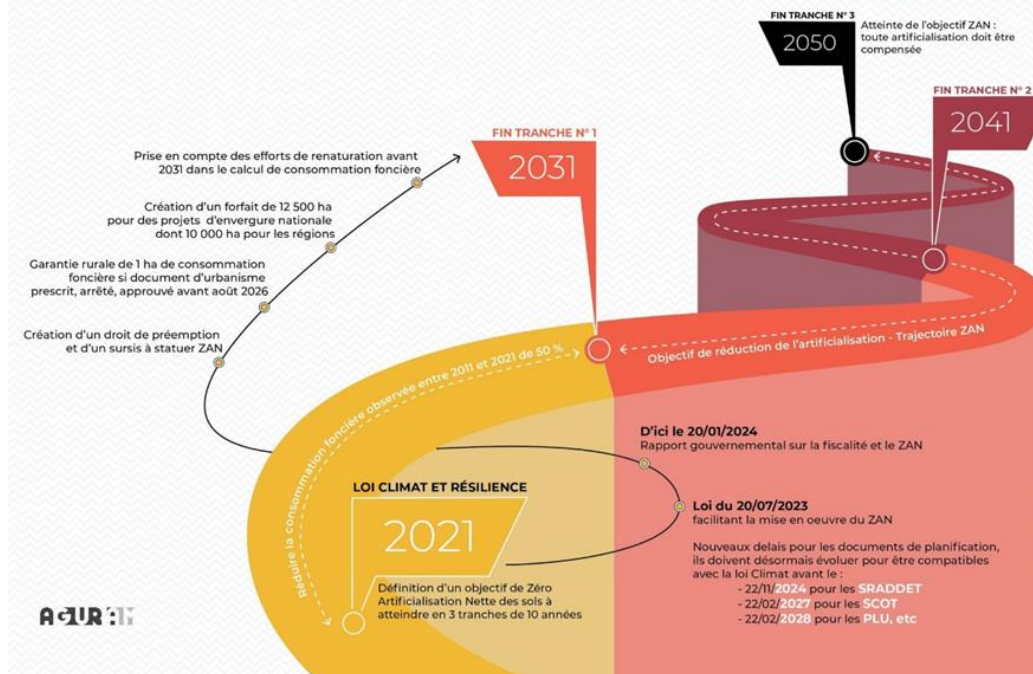 FIN TRANCHE N° 3
2050
Atteinte de l'objectif ZAN :
toute artificialisation doit être
compensée
FIN TRANCHE N° 2
2041
FIN TRANCHE N° 1
2031
Prise en compte des efforts de renaturation avant
2031 dans le calcul de consommation foncière
Création d'un forfait de 12 500 ha
pour des projets d'envergure nationale
dont 10 000 ha pour les régions
Garantie rurale de 1 ha de consommation
foncière si document d'urbanisme
prescrit, arrêté, approuvé avant août 2026
Création d'un droit de préemption
et d'un sursis à statuer ZAN
Réduire la consommation foncière observée entre 2011 et 2021 de 50 %
Objectif de réduction de l'artificialisation - Trajectoire ZAN
D'ici le 20/01/2024
Rapport gouvernemental sur la fiscalité et le ZAN
LOI CLIMAT ET RÉSILIENCE
2021
Définition d'un objectif de Zéro
Artificialisation Nette des sols à
atteindre en 3 tranches de 10 années
Loi du 20/07/2023
facilitant la mise en oeuvre du ZAN
Nouveaux delais pour les documents de planification,
ils doivent désormais évoluer pour être compatibles
avec la loi Climat avant le :
- 22/11/2024 pour les SRADDET
- 22/02/2027 pour les SCOT
- 22/02/2028 pour les PLU, etc
AGUR